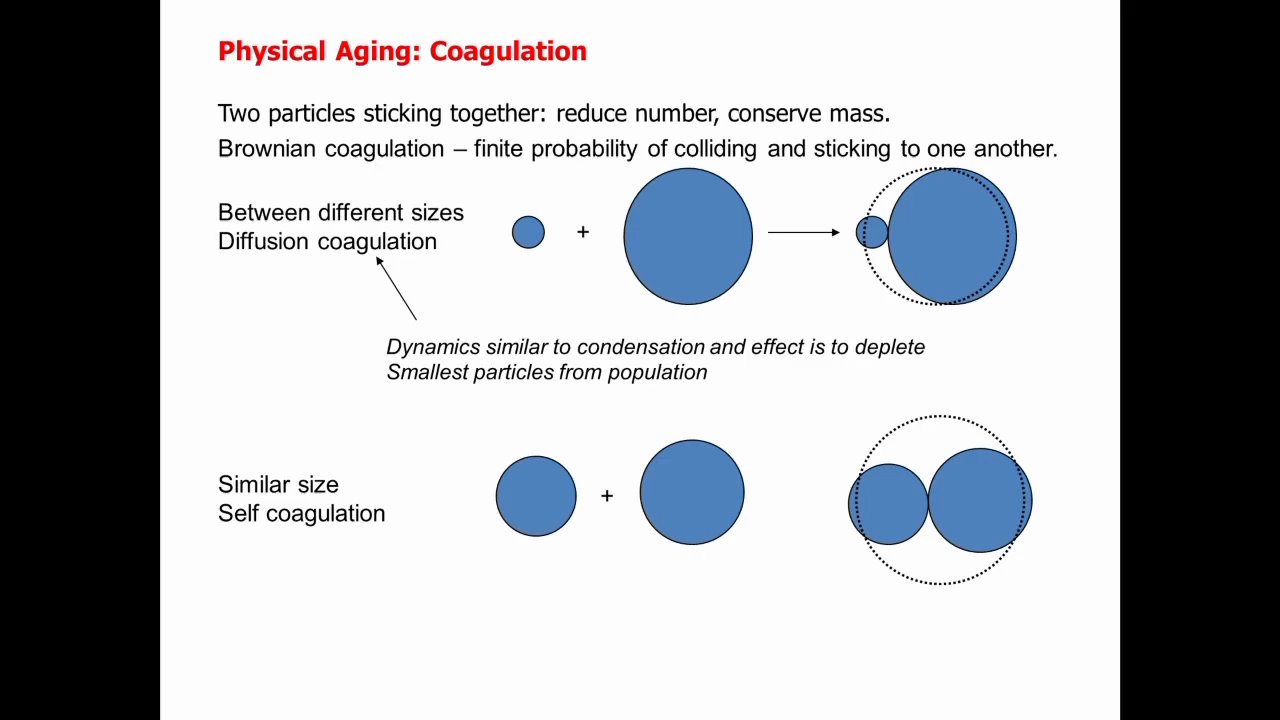 Physical Aging: Coagulation
Two particles sticking together: reduce number, conserve mass.
Brownian coagulation – finite probability of colliding and sticking to one another.
Between different sizes
Diffusion coagulation
+
Dynamics similar to condensation and effect is to deplete
Smallest particles from population
Similar size
Self coagulation
+